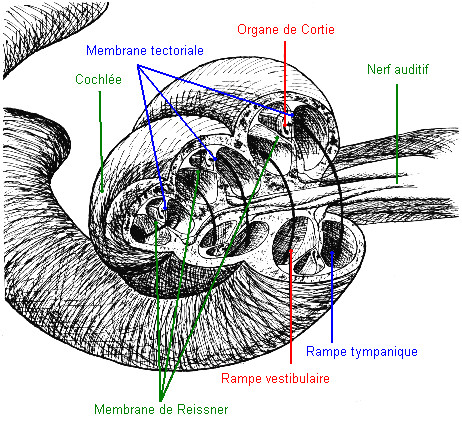 Organe de Cortie
Membrane tectoriale
Nerf auditif
Cochlée
Rampe tympanique
Rampe vestibulaire
Membrane de Reissner